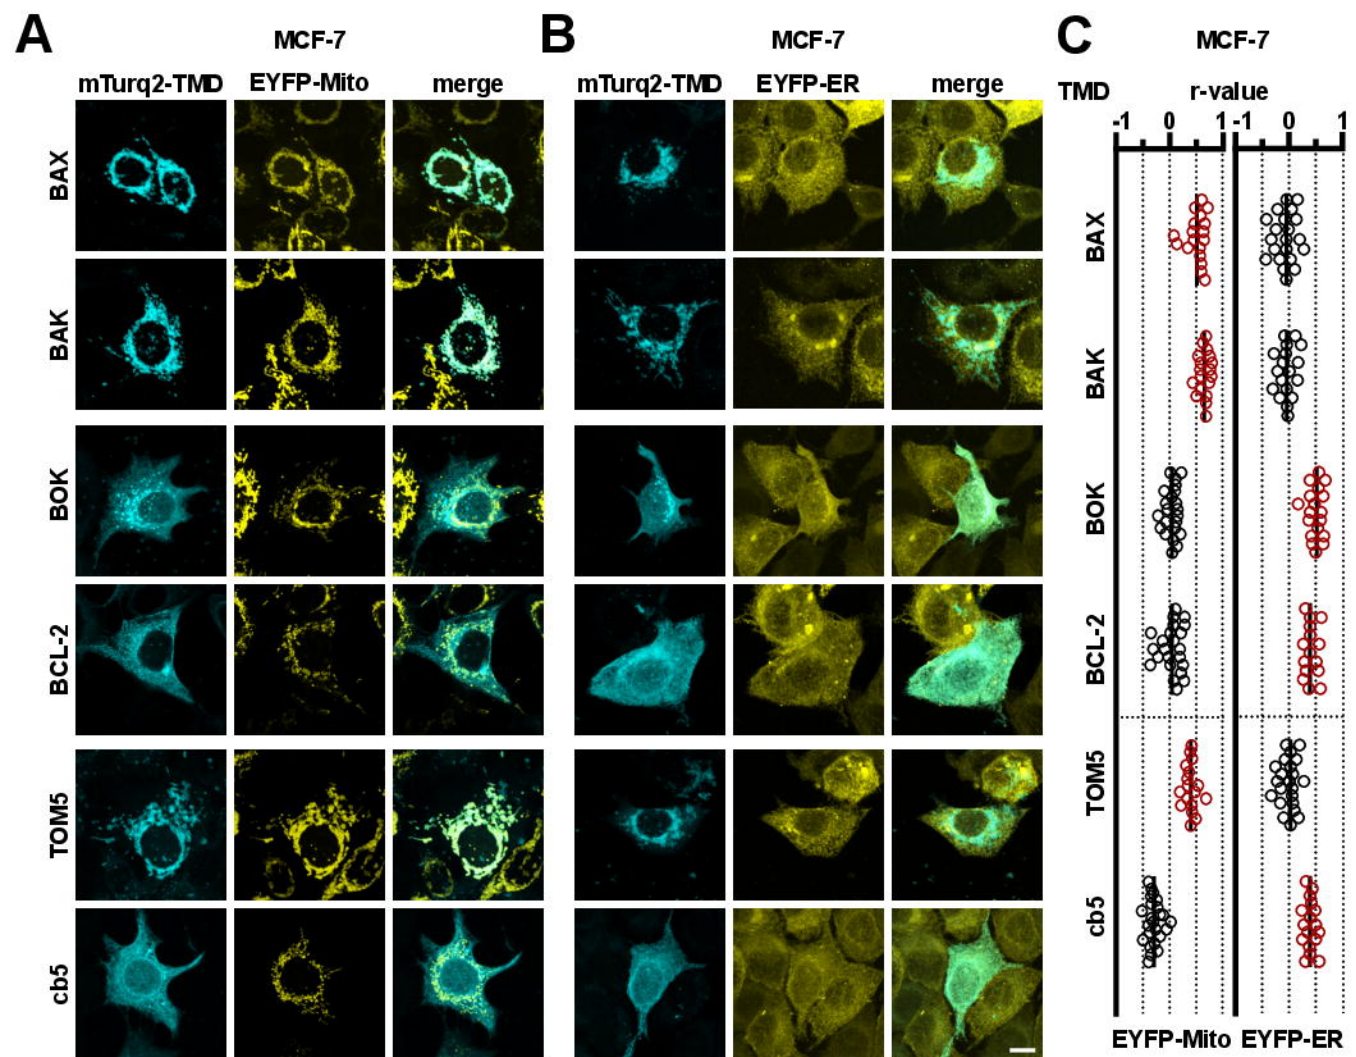 A
MCF-7
mTurq2-TMD EYFP-Mito merge
BAX
BAK
BOK
BCL-2
TOM5
cb5
B
MCF-7
mTurq2-TMD EYFP-ER merge
C
MCF-7
TMD r-value
-1 0 1 -1 0 1
BAX
BAK
BOK
BCL-2
TOM5
cb5
EYFP-Mito EYFP-ER